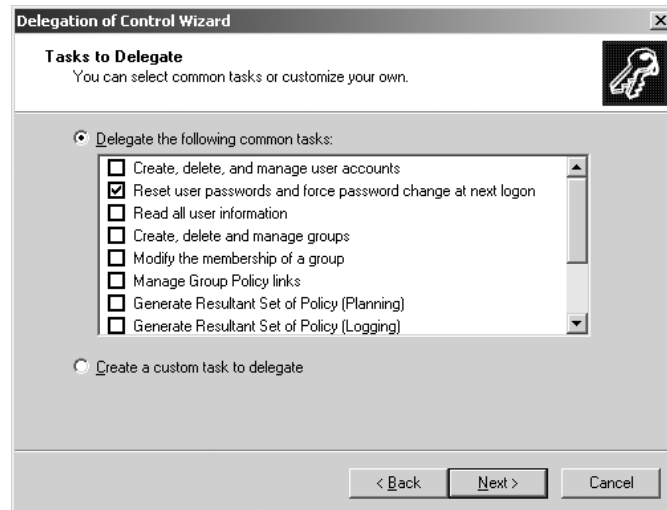 Delegation of Control Wizard
Tasks to Delegate
You can select common tasks or customize your own.
Delegate the following common tasks:
Create, delete, and manage user accounts
Reset user passwords and force password change at next logon
Read all user information
Create, delete and manage groups
Modify the membership of a group
Manage Group Policy links
Generate Resultant Set of Policy (Planning)
Generate Resultant Set of Policy (Logging)
Create a custom task to delegate
< Back Next > Cancel